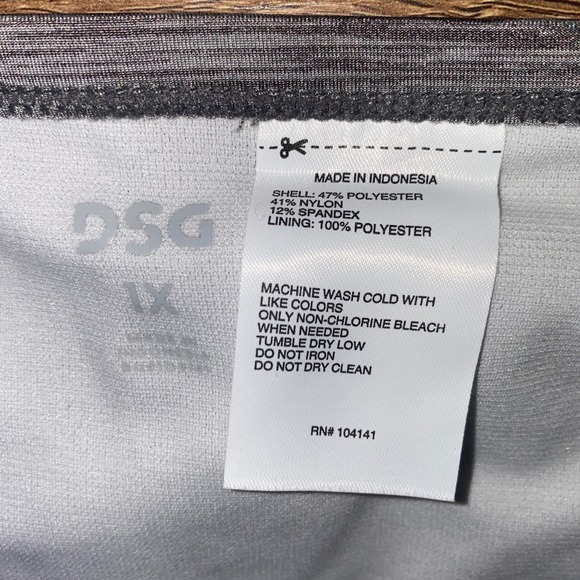 DSG
1X
MADE IN INDONESIA
SHELL: 47% POLYESTER
41% NYLON
12% SPANDEX
LINING: 100% POLYESTER
MACHINE WASH COLD WITH
LIKE COLORS
ONLY NON-CHLORINE BLEACH
WHEN NEEDED
TUMBLE DRY LOW
DO NOT IRON
DO NOT DRY CLEAN
RN# 104141